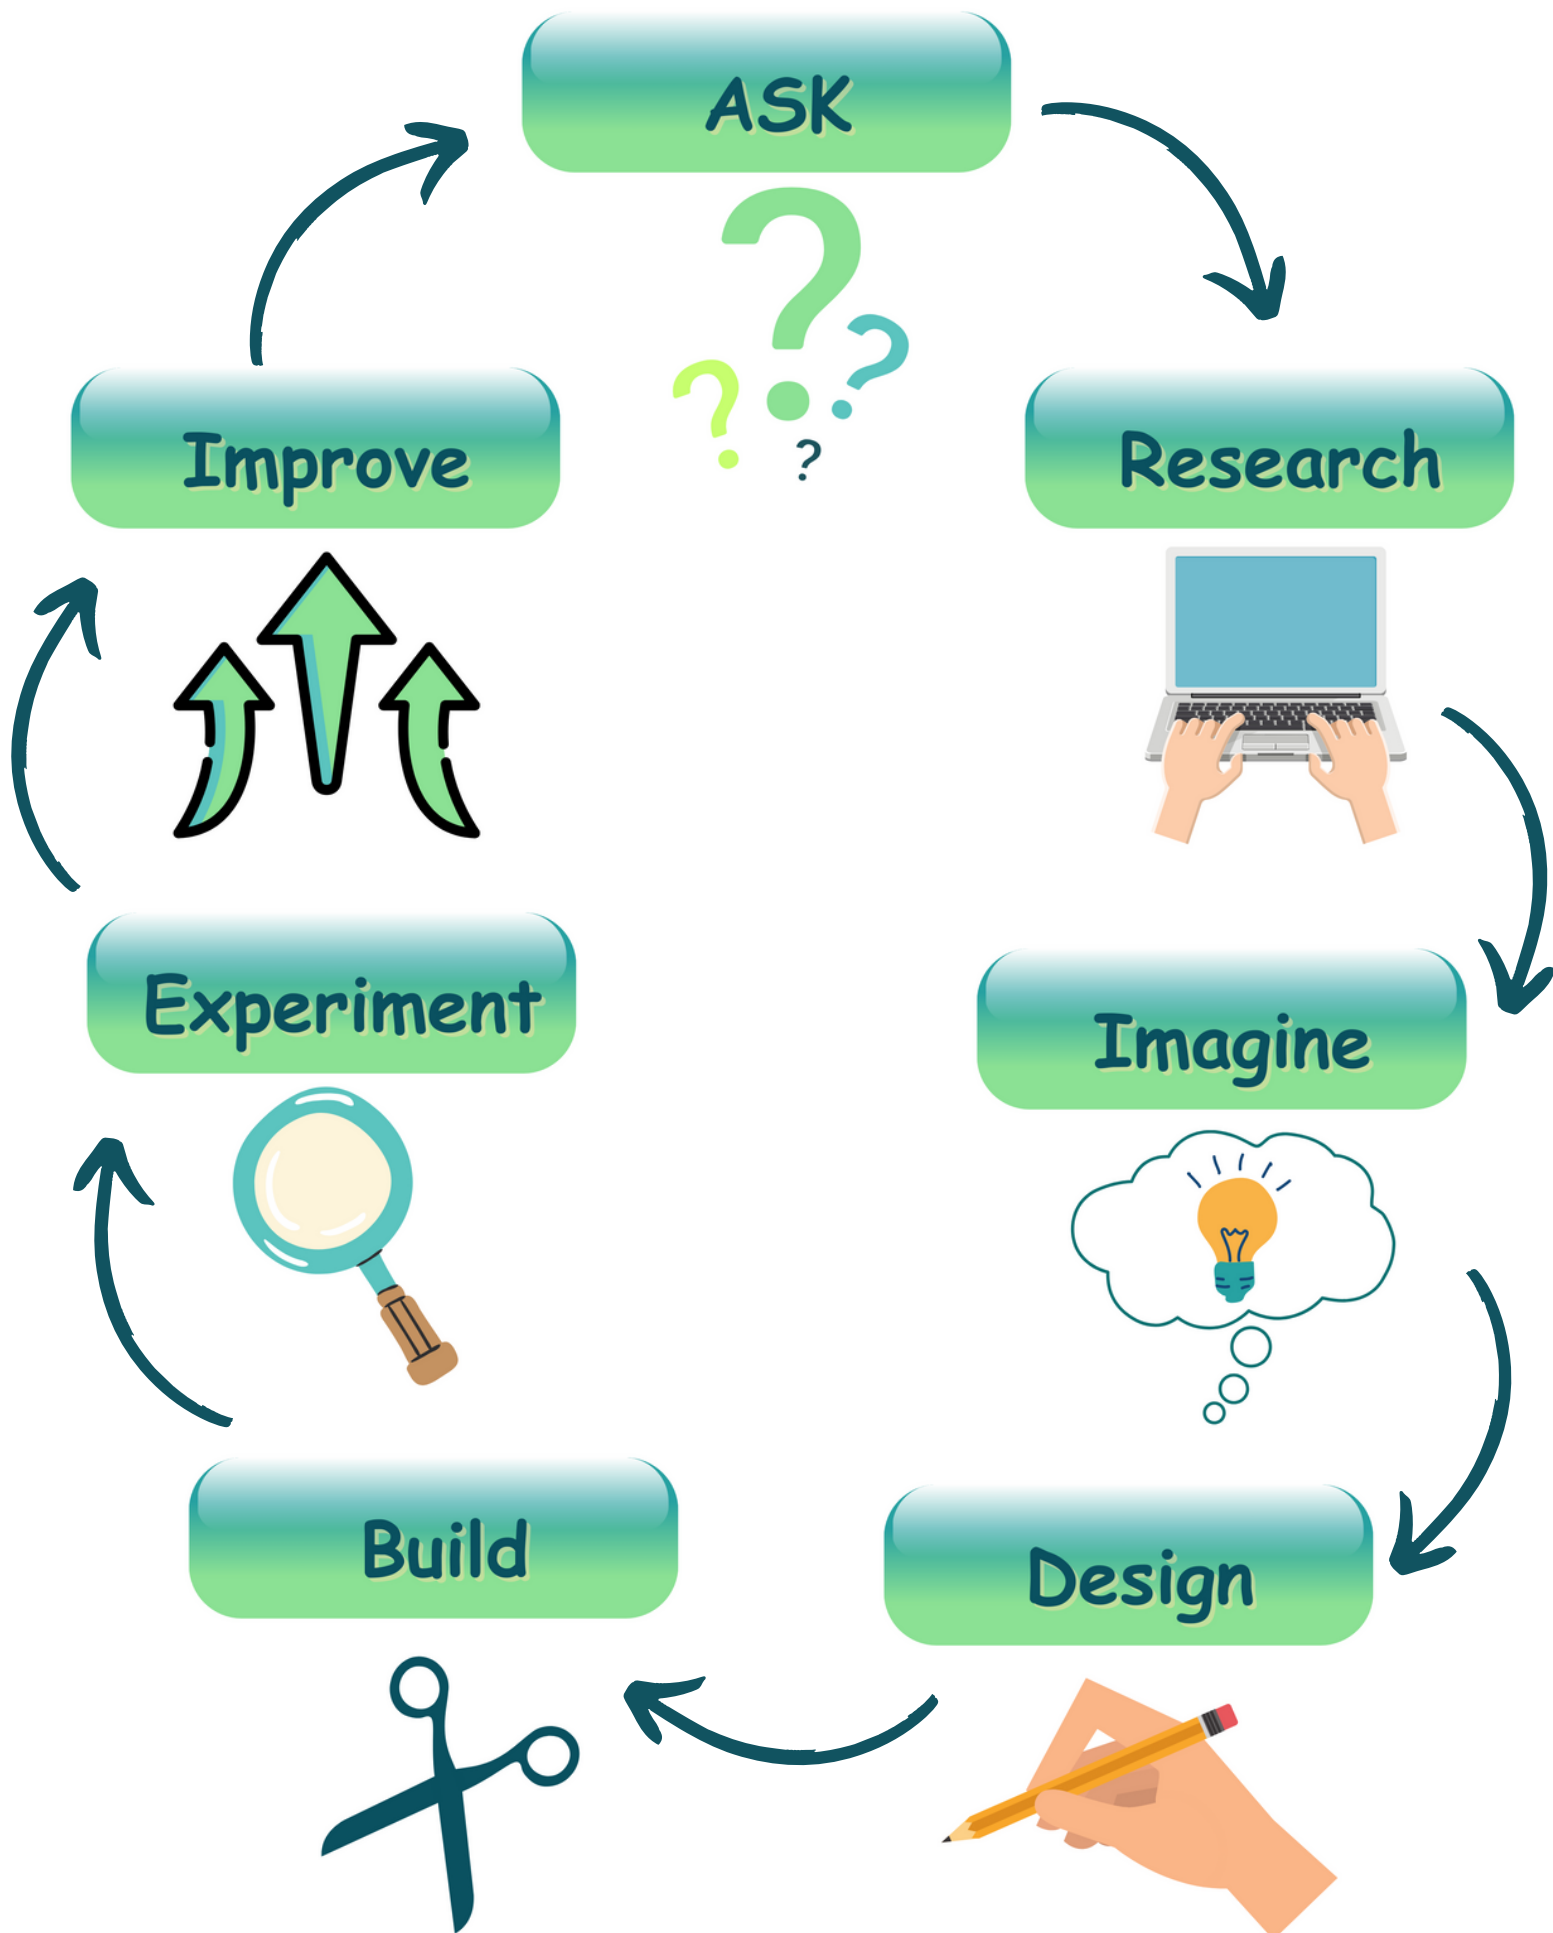 ASK
?
?
?
?
Research
Imagine
Design
Build
Experiment
Improve